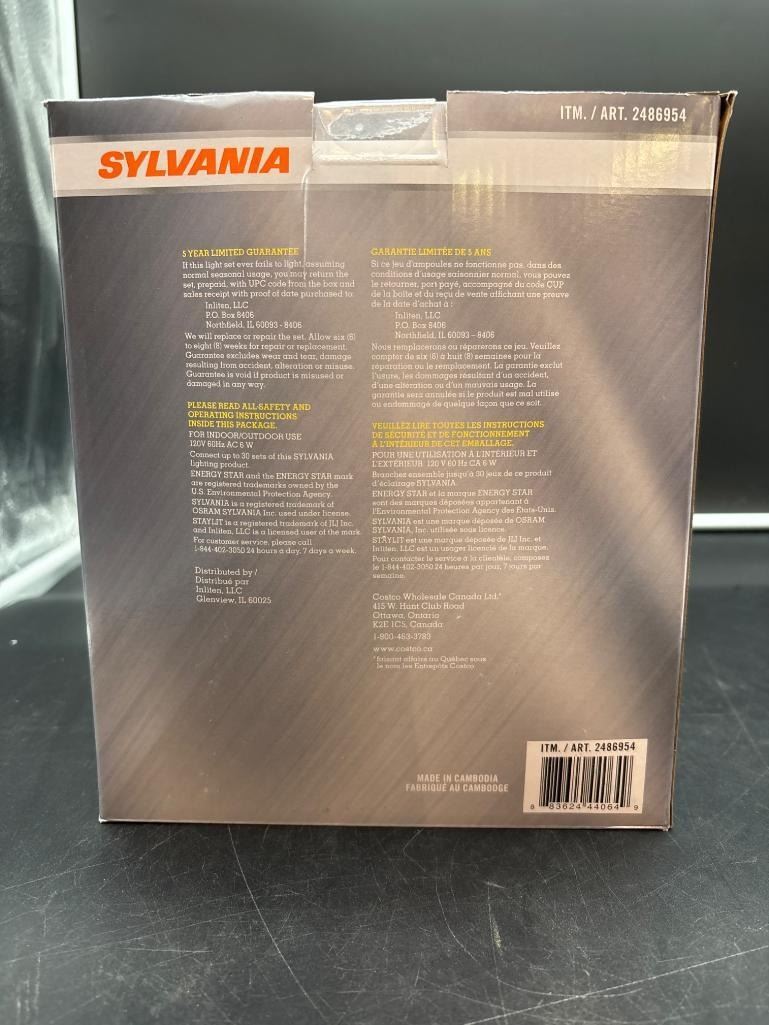 ITM. / ART. 2486954
SYLVANIA
5 YEAR LIMITED GUARANTEE
If this light set ever fails to light, assuming
normal seasonal usage, you may return the
set, prepaid, with UPC code from the box and
sales receipt with proof of date purchased to:
Inliten, LLC
P.O. Box 8406
Northfield, IL 60093 - 8406
We will replace or repair the set. Allow six (6)
to eight (8) weeks for repair or replacement.
Guarantee excludes wear and tear, damage
resulting from accident, alteration or misuse.
Guarantee is void if product is misused or
damaged in any way.
PLEASE READ ALL-SAFETY AND
OPERATING INSTRUCTIONS
INSIDE THIS PACKAGE.
FOR INDOOR/OUTDOOR USE
120V 60Hz AC 6 W
Connect up to 30 sets of this SYLVANIA
lighting product.
ENERGY STAR and the ENERGY STAR mark
are registered trademarks owned by the
U.S. Environmental Protection Agency.
SYLVANIA is a registered trademark of
OSRAM SYLVANIA Inc. used under license.
STAYLIT is a registered trademark of JLJ Inc.
and Inliten, LLC is a licensed user of the mark.
For customer service, please call
1-844-402-3050 24 hours a day, 7 days a week.
Distributed by /
Distribué par
Inliten, LLC
Glenview, IL 60025
GARANTIE LIMITÉE DE 5 ANS
Si ce jeu d'ampoules ne fonctionne pas, dans des
conditions d'usage saisonnier normal, vous pouvez
le retourner, port payé, accompagné du code CUP
de la boîte et du reçu de vente affichant une preuve
de la date d'achat à :
Inliten, LLC
P.O. Box 8406
Northfield, IL 60093 – 8406
Nous remplacerons ou réparerons ce jeu. Veuillez
compter de six (6) à huit (8) semaines pour la
réparation ou le remplacement. La garantie exclut
l'usure, les dommages résultant d'un accident,
d'une altération ou d'un mauvais usage. La
garantie sera annulée si le produit est mal utilisé
ou endommagé de quelque façon que ce soit.
VEUILLEZ LIRE TOUTES LES INSTRUCTIONS
DE SÉCURITÉ ET DE FONCTIONNEMENT
À L'INTÉRIEUR DE CET EMBALLAGE.
POUR UNE UTILISATION À L'INTÉRIEUR ET
L'EXTÉRIEUR 120 V 60 Hz CA 6 W
Branchez ensemble jusqu'à 30 jeux de ce produit
d'éclairage SYLVANIA.
ENERGY STAR et la marque ENERGY STAR
sont des marques déposées appartenant à
l'Environmental Protection Agency des États-Unis.
SYLVANIA est une marque déposée de OSRAM
SYLVANIA, Inc. utilisée sous licence.
STAYLIT est une marque déposée de JLJ Inc. et
Inliten, LLC est un usager licencié de la marque.
Pour contacter le service à la clientèle, composez
le 1-844-402-3050 24 heures par jour, 7 jours par
semaine.
Costco Wholesale Canada Ltd.*
415 W. Hunt Club Road
Ottawa, Ontario
K2E 1C5, Canada
1-800-463-3783
www.costco.ca
*faisant affaire au Québec sous
le nom les Entrepôts Costco
MADE IN CAMBODIA
FABRIQUÉ AU CAMBODGE
ITM. / ART. 2486954
8 83624 44064 9